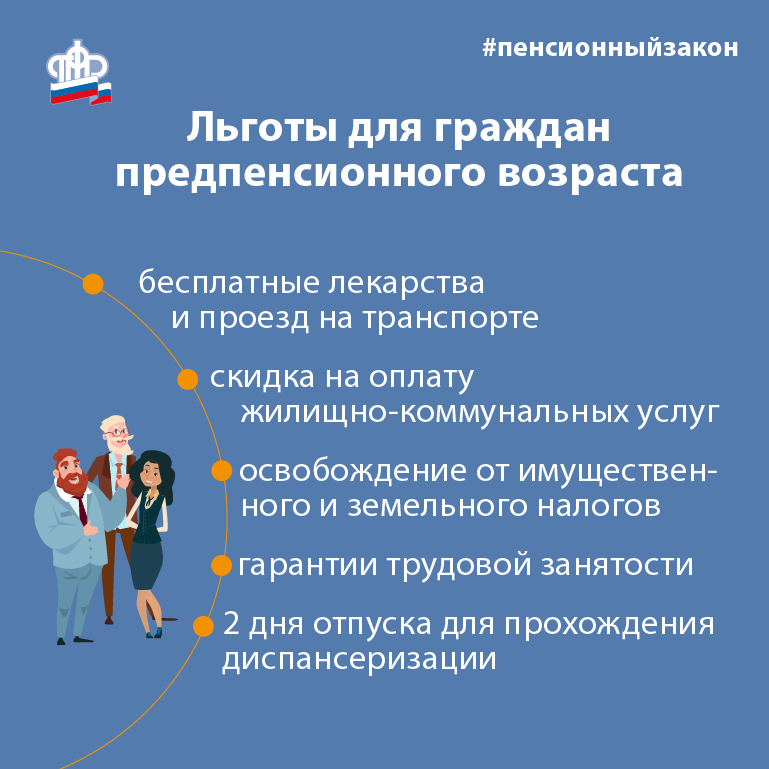 #пенсионныйзакон
ПФР
Льготы для граждан
предпенсионного возраста
бесплатные лекарства
и проезд на транспорте
скидка на оплату
жилищно-коммунальных услуг
освобождение от имуществен-
ного и земельного налогов
гарантии трудовой занятости
2 дня отпуска для прохождения
диспансеризации